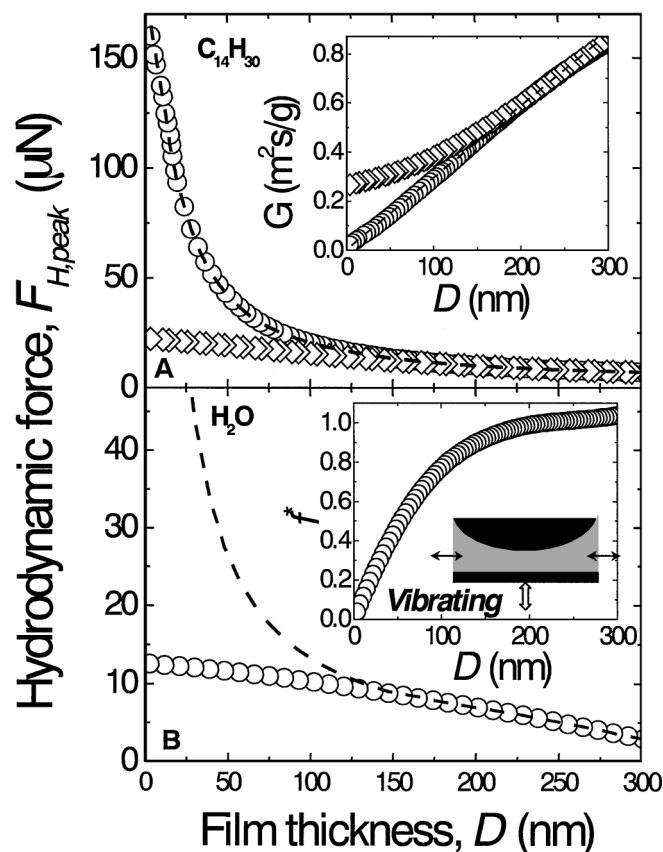 Hydrodynamic force, F_H,peak (μN)
C₁₄H₃₀
150
100
50
0
A
G (m²s/g)
0.8
0.6
0.4
0.2
0.0
0 100 200 300
D (nm)
H₂O
40
30
20
10
0
B
f*
1.0
0.8
0.6
0.4
0.2
0.0
Vibrating
0 100 200 300
D (nm)
0 50 100 150 200 250 300
Film thickness, D (nm)